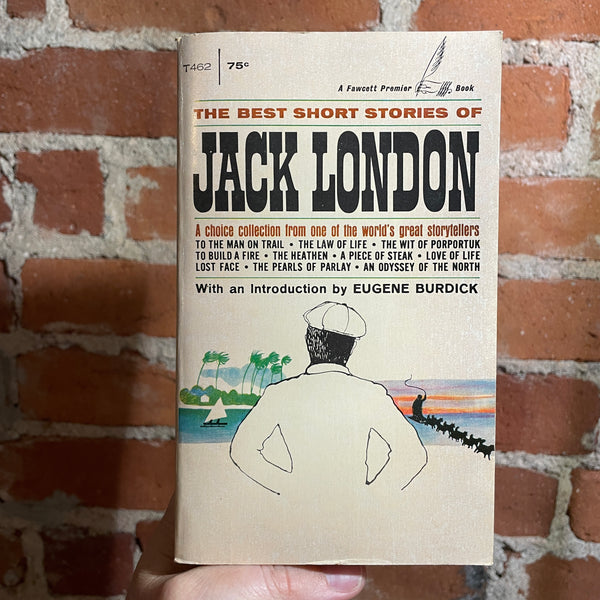 T462 | 75c
A Fawcett Premier Book
THE BEST SHORT STORIES OF
JACK LONDON
A choice collection from one of the world's great storytellers
TO THE MAN ON TRAIL • THE LAW OF LIFE • THE WIT OF PORPORTUK
TO BUILD A FIRE • THE HEATHEN • A PIECE OF STEAK • LOVE OF LIFE
LOST FACE • THE PEARLS OF PARLAY • AN ODYSSEY OF THE NORTH
With an Introduction by EUGENE BURDICK